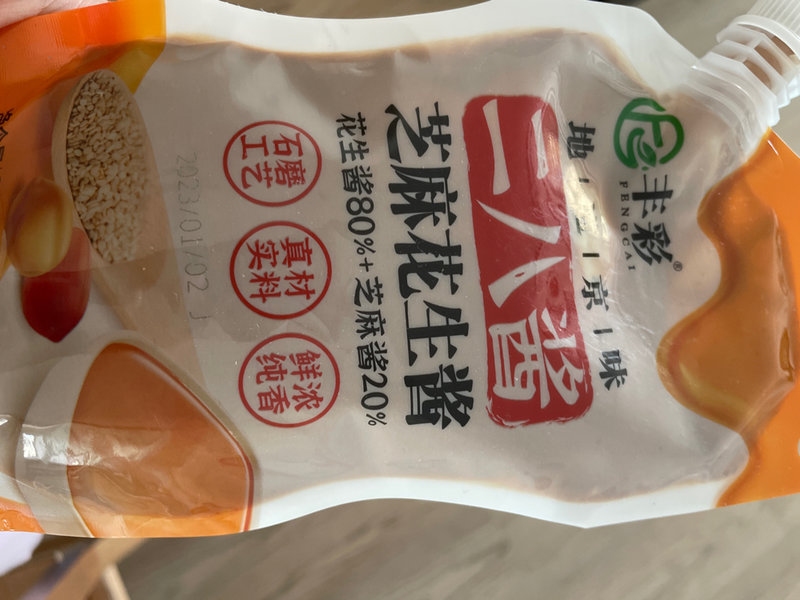 丰彩®
FENGCAI
地 | 道 | 京 | 味
二八酱
芝麻花生酱
花生酱80%+芝麻酱20%
石磨工艺
真材实料
鲜浓纯香
2023/01/02 J